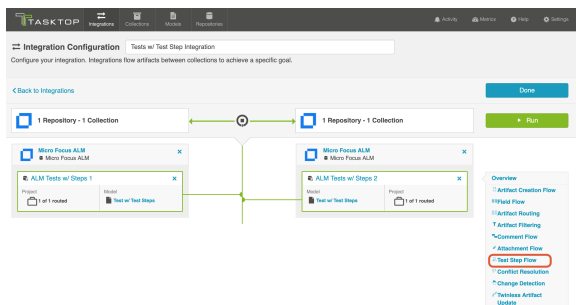 TASKTOP
Integrations
Collections
Models
Repositories
Activity
Metrics
Help
Settings
Integration Configuration
Tests w/ Test Step Integration
Configure your integration. Integrations flow artifacts between collections to achieve a specific goal.
Back to Integrations
Done
1 Repository - 1 Collection
1 Repository - 1 Collection
Run
Micro Focus ALM
Micro Focus ALM
Micro Focus ALM
Micro Focus ALM
ALM Tests w/ Steps 1
Project
Model
1 of 1 routed
Test w/ Test Steps
ALM Tests w/ Steps 2
Model
Project
Test w/ Test Steps
1 of 1 routed
Overview
Artifact Creation Flow
Field Flow
Artifact Routing
Artifact Filtering
Comment Flow
Attachment Flow
Test Step Flow
Conflict Resolution
Change Detection
Twinless Artifact
Update